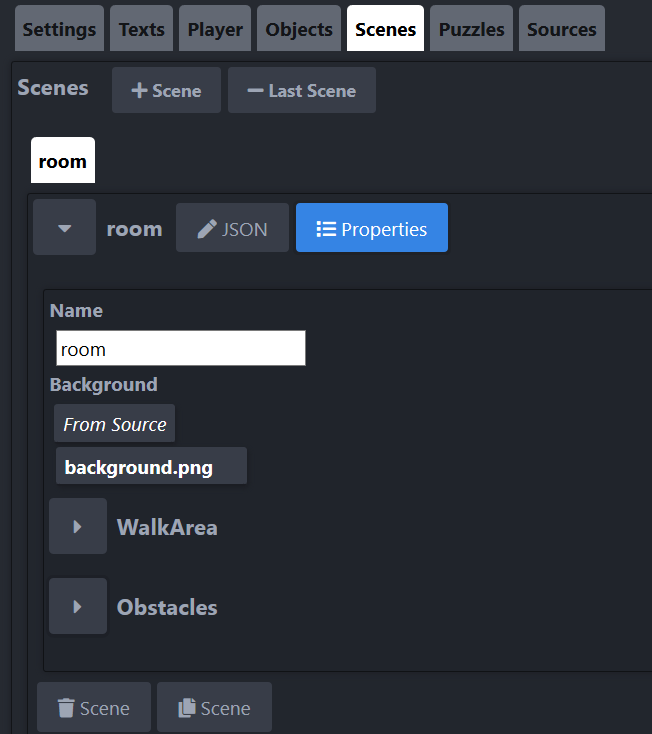 Settings Texts Player Objects Scenes Puzzles Sources
Scenes + Scene − Last Scene
room
room JSON Properties
Name
room
Background
From Source
background.png
WalkArea
Obstacles
Scene Scene